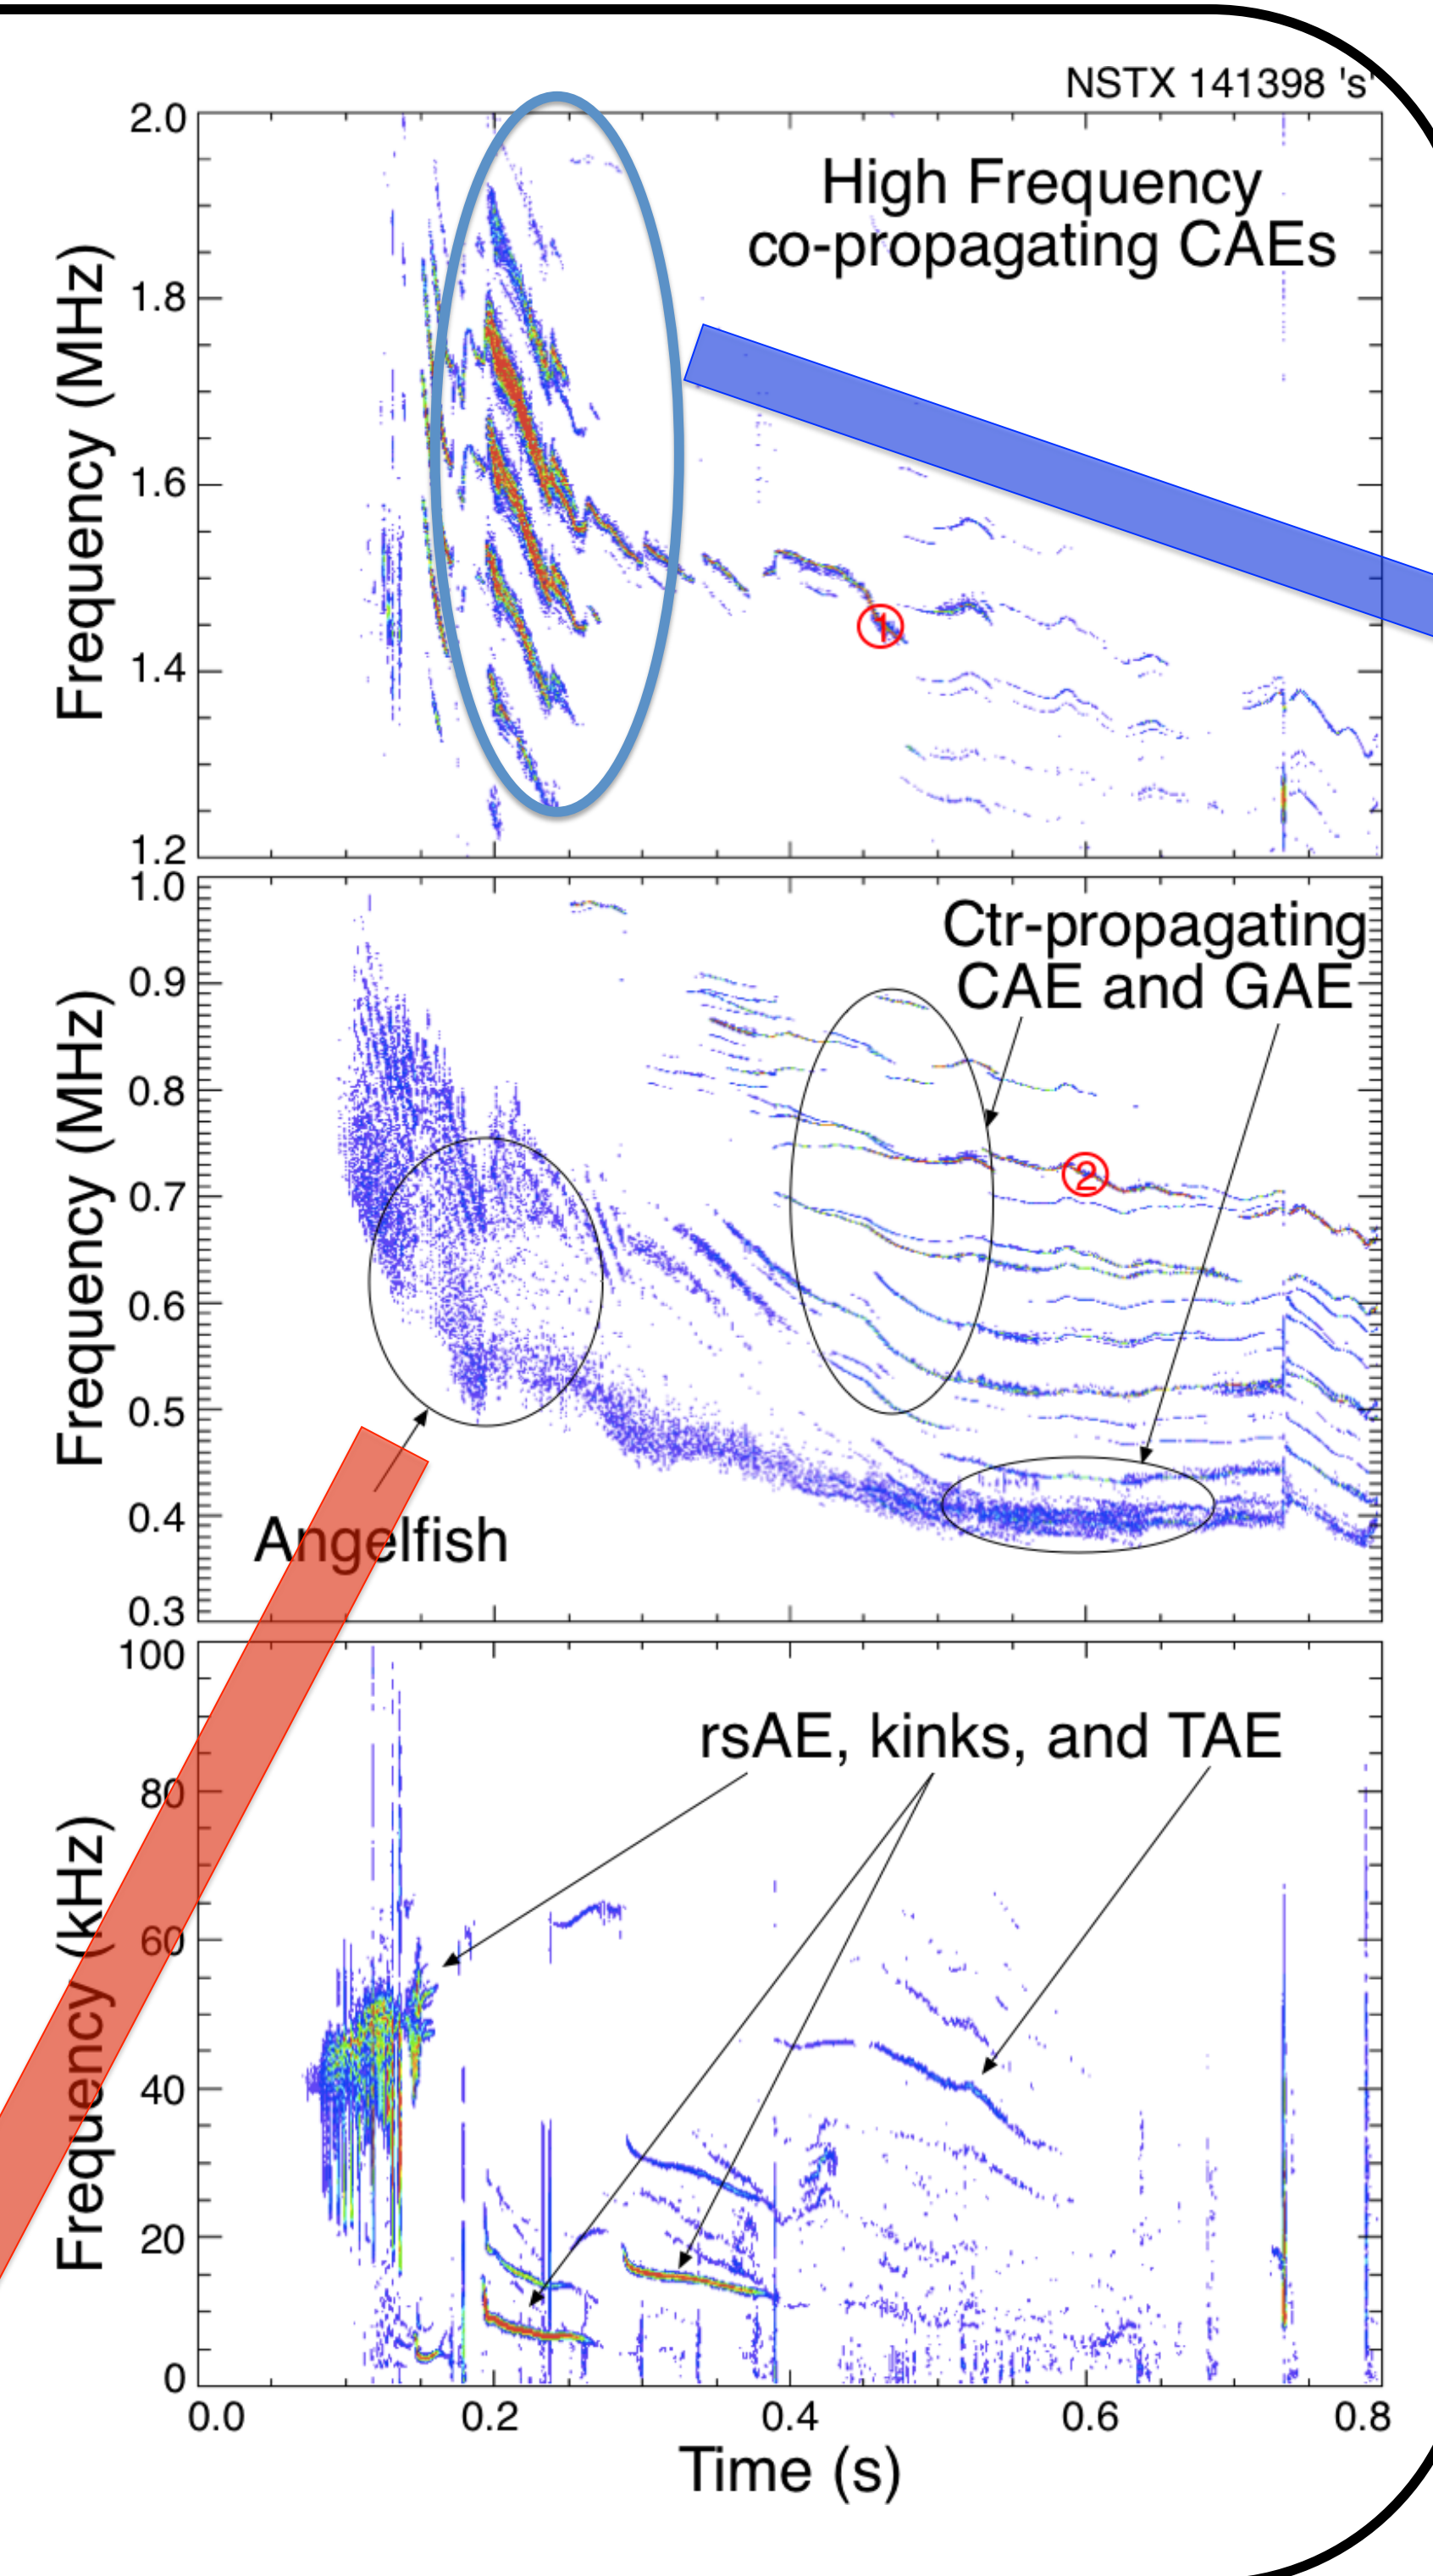 NSTX 141398 's'
2.0
High Frequency
co-propagating CAEs
1.8
1.6
1.4
1.2
Frequency (MHz)
1
1.0
Ctr-propagating
CAE and GAE
0.9
0.8
0.7
0.6
0.5
0.4
0.3
Frequency (MHz)
2
Angelfish
100
rsAE, kinks, and TAE
80
60
40
20
0
Frequency (kHz)
0.0 0.2 0.4 0.6 0.8
Time (s)